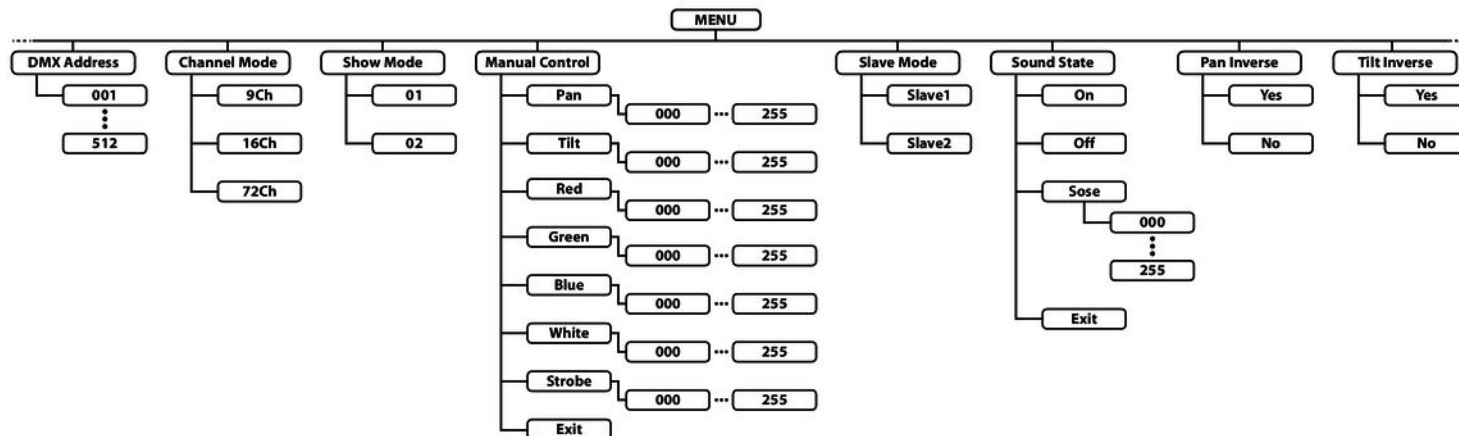 MENU
DMX Address
001
512
Channel Mode
9Ch
16Ch
72Ch
Show Mode
01
02
Manual Control
Pan
000 ... 255
Tilt
000 ... 255
Red
000 ... 255
Green
000 ... 255
Blue
000 ... 255
White
000 ... 255
Strobe
000 ... 255
Exit
Slave Mode
Slave1
Slave2
Sound State
On
Off
Sose
000
255
Exit
Pan Inverse
Yes
No
Tilt Inverse
Yes
No